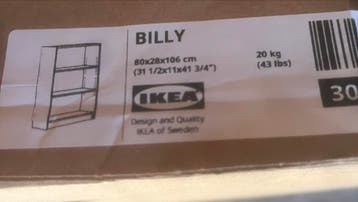 BILLY
80x28x106 cm
(31 1/2x11x41 3/4")
20 kg
(43 lbs)
IKEA
Design and Quality
IKEA of Sweden
30